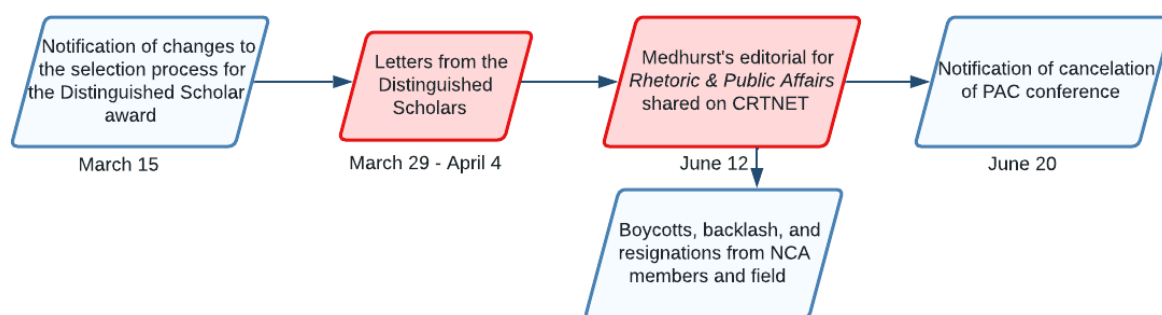 Notification of changes to
the selection process for
the Distinguished Scholar
award
March 15
Letters from the
Distinguished
Scholars
March 29 - April 4
Medhurst's editorial for
Rhetoric & Public Affairs
shared on CRTNET
June 12
Notification of cancelation
of PAC conference
June 20
Boycotts, backlash, and
resignations from NCA
members and field